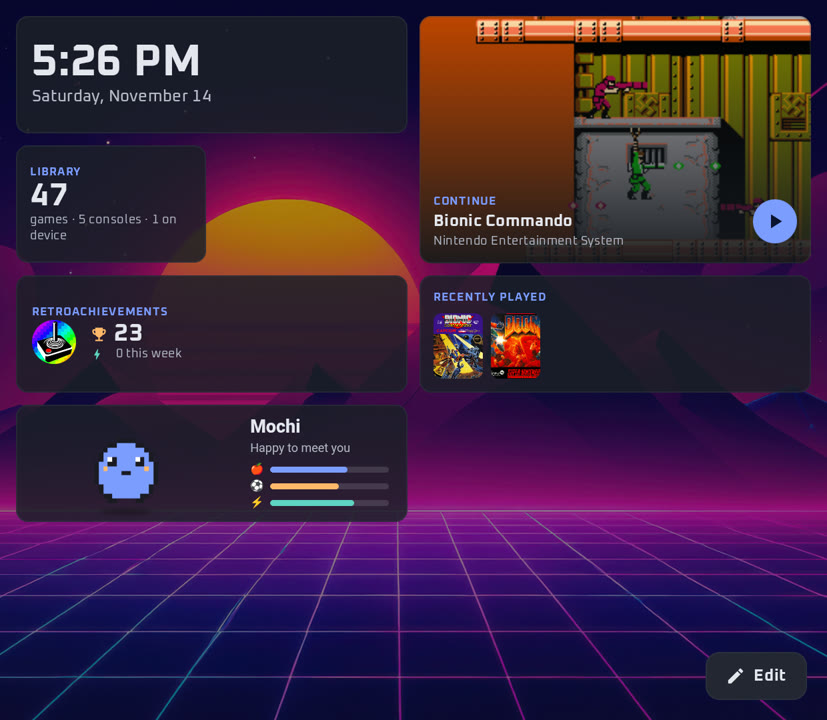 5:26 PM
Saturday, November 14
LIBRARY
47
games · 5 consoles · 1 on
device
CONTINUE
Bionic Commando
Nintendo Entertainment System
RETROACHIEVEMENTS
23
0 this week
RECENTLY PLAYED
BIONIC
DOOM
Mochi
Happy to meet you
Edit